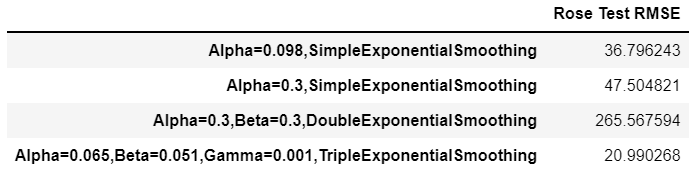 Rose Test RMSE
Alpha=0.098,SimpleExponentialSmoothing 36.796243
Alpha=0.3,SimpleExponentialSmoothing 47.504821
Alpha=0.3,Beta=0.3,DoubleExponentialSmoothing 265.567594
Alpha=0.065,Beta=0.051,Gamma=0.001,TripleExponentialSmoothing 20.990268